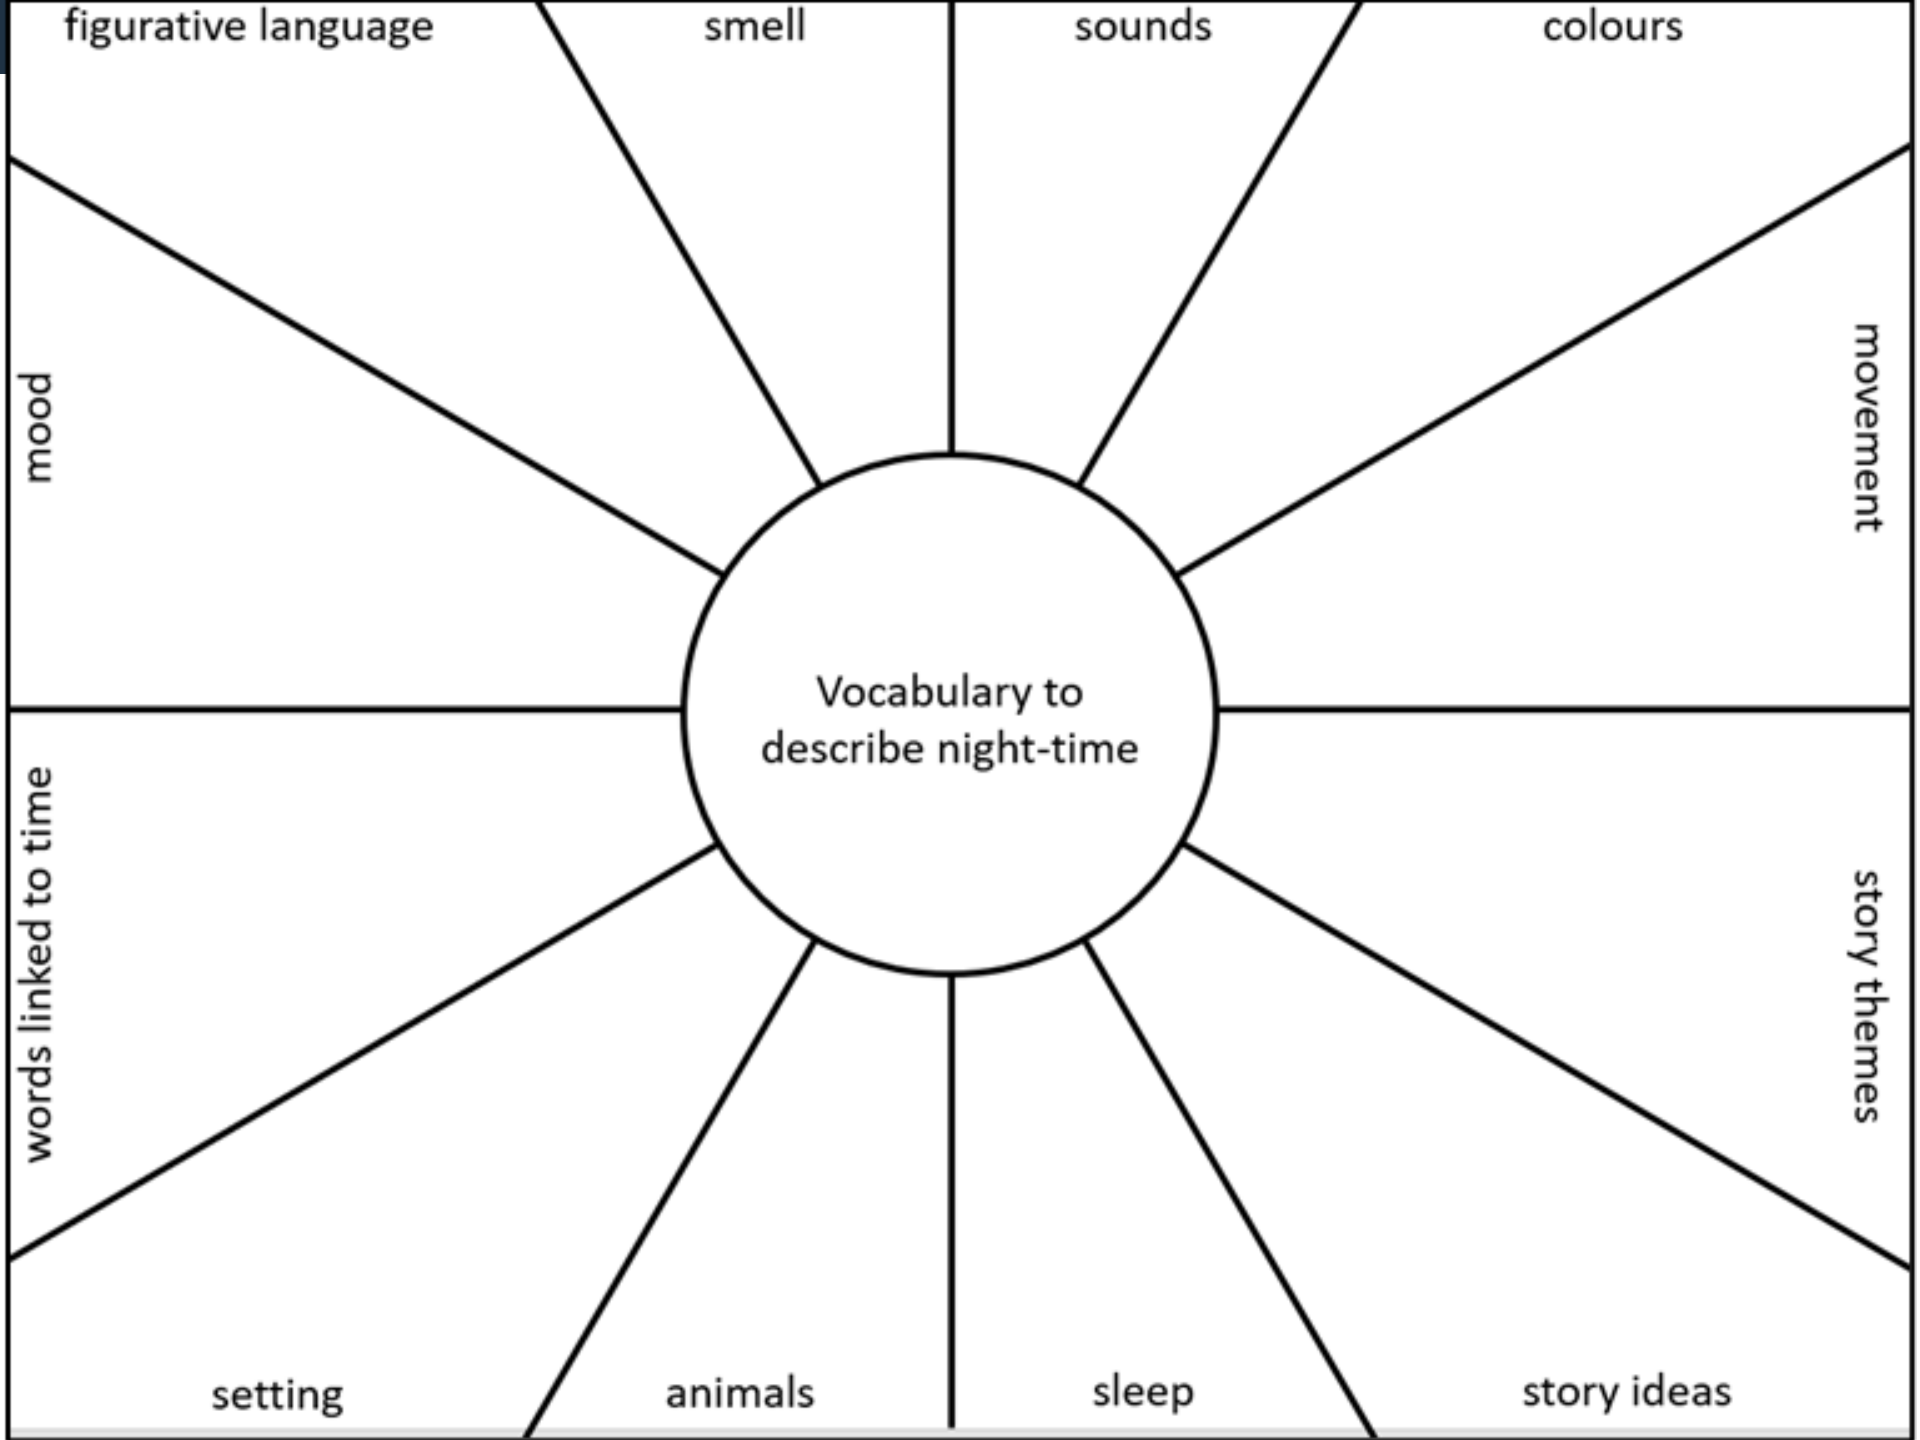 figurative language
smell
sounds
colours
mood
movement
Vocabulary to
describe night-time
words linked to time
story themes
setting
animals
sleep
story ideas